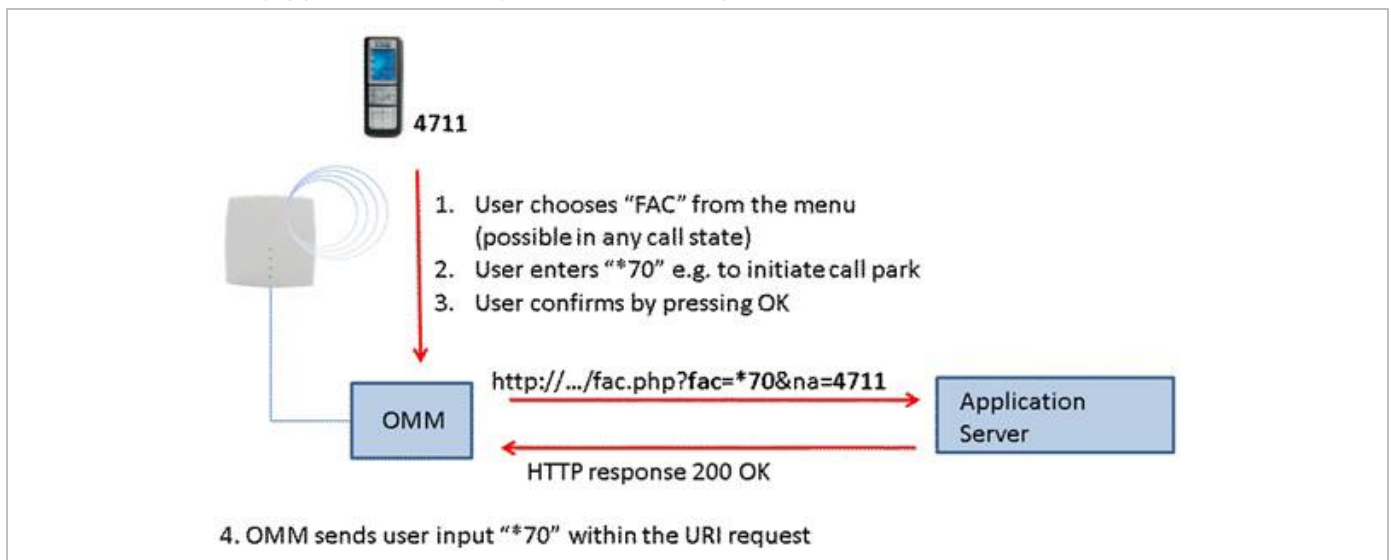 4711
1. User chooses “FAC” from the menu
(possible in any call state)
2. User enters “*70” e.g. to initiate call park
3. User confirms by pressing OK
http://.../fac.php?fac=*70&na=4711
OMM
Application
Server
HTTP response 200 OK
4. OMM sends user input “*70” within the URI request